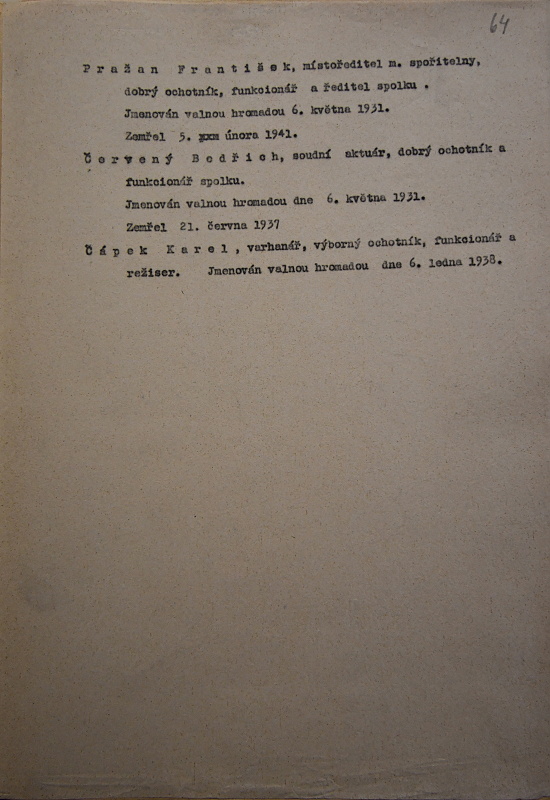 64
P r a ž a n  F r a n t i š e k, místoředitel m. spořitelny,
dobrý ochotník, funkcionář a ředitel spolku .
Jmenován valnou hromadou 6. května 1931.
Zemřel 5. xxm února 1941.
Č e r v e n ý  B e d ř i c h, soudní aktuár, dobrý ochotník a
funkcionář spolku.
Jmenován valnou hromadou dne 6. května 1931.
Zemřel 21. června 1937
Č á p e k  K a r e l , varhanář, výborný ochotník, funkcionář a
režiser. Jmenován valnou hromadou dne 6. ledna 1938.